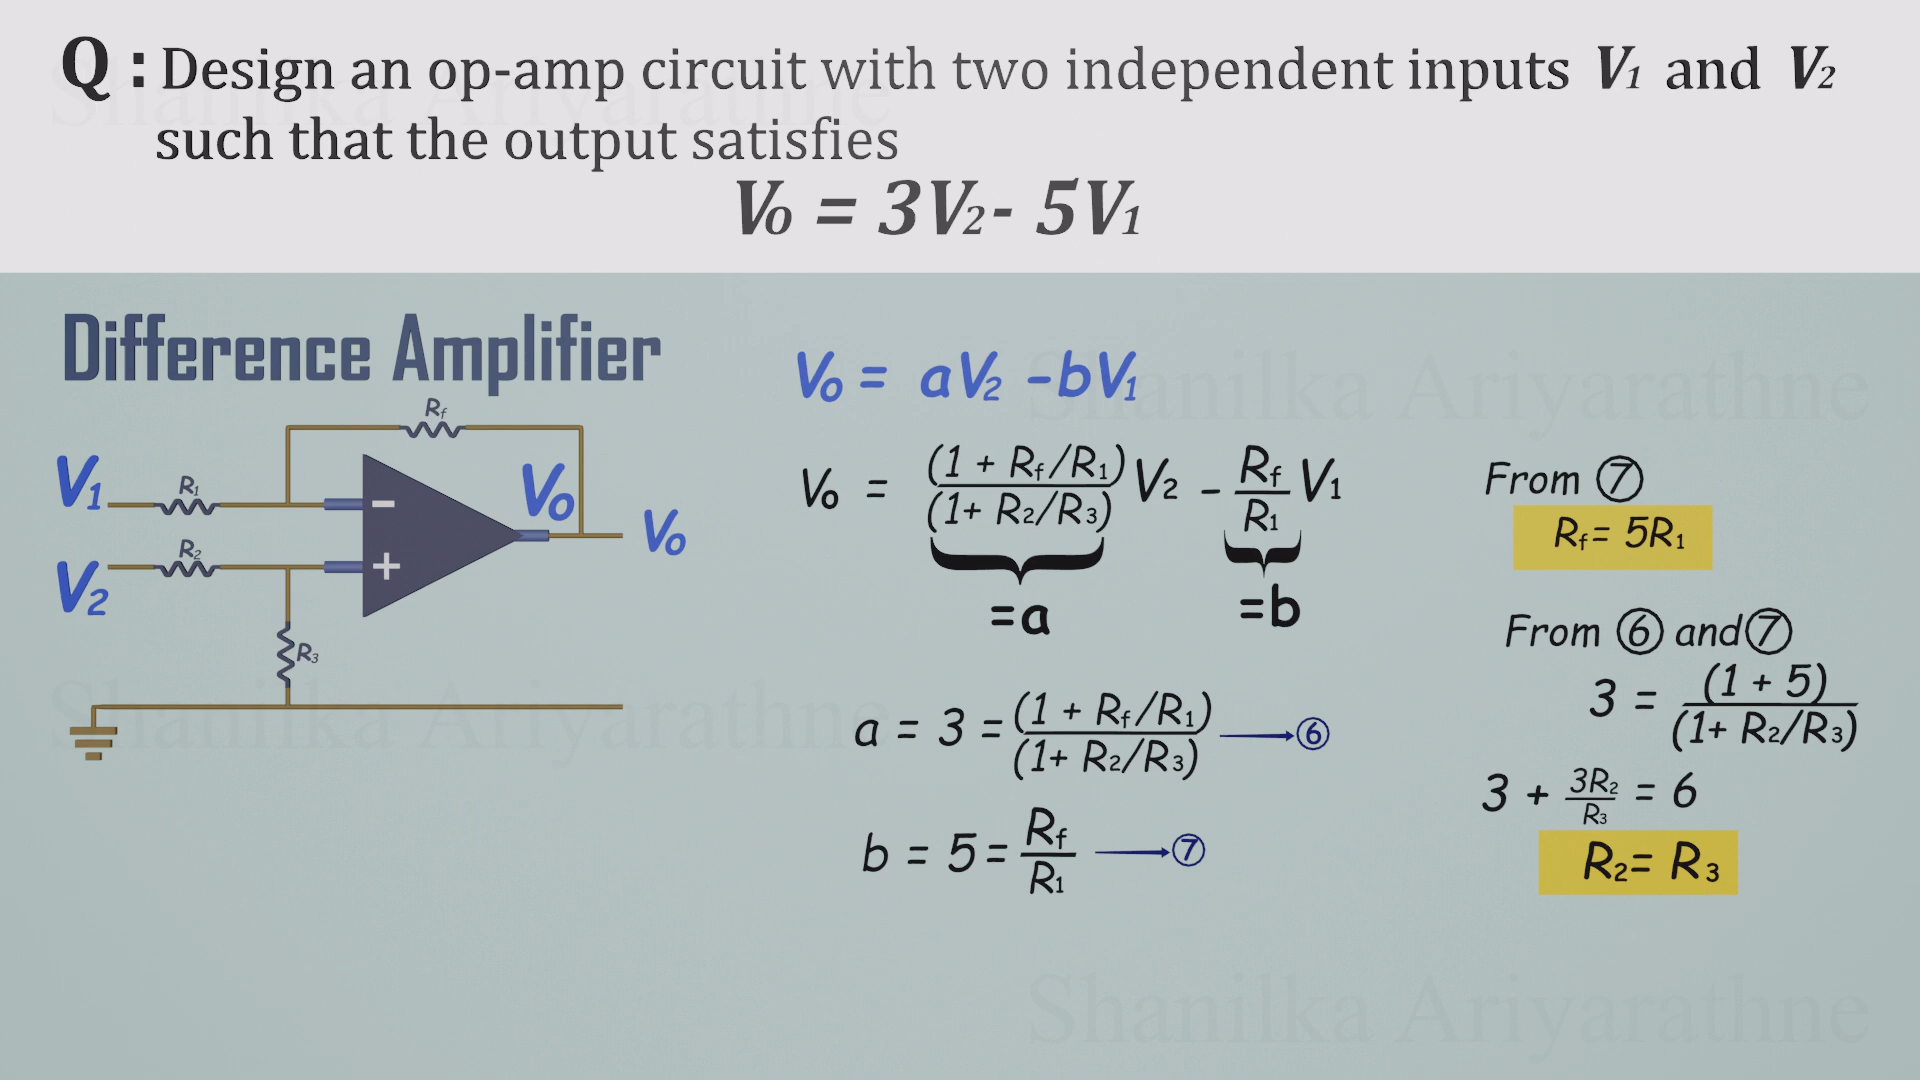 Q : Design an op-amp circuit with two independent inputs V₁ and V₂
such that the output satisfies
V₀ = 3V₂- 5V₁
Difference Amplifier
Rf
V₁
R₁
V₀
V₀
R₂
V₂
R₃
−
+
V₀ = aV₂ -bV₁
V₀ = (1 + Rf/R₁)/(1+ R₂/R₃) V₂ - Rf/R₁ V₁
=a
=b
a = 3 = (1 + Rf/R₁)/(1+ R₂/R₃) → ⑥
b = 5 = Rf/R₁ → ⑦
From ⑦
Rf= 5R₁
From ⑥ and ⑦
3 = (1 + 5)/(1+ R₂/R₃)
3 + 3R₂/R₃ = 6
R₂= R₃
Shanilka Ariyarathne
Shanilka Ariyarathne
Shanilka Ariyarathne
Shanilka Ariyarathne